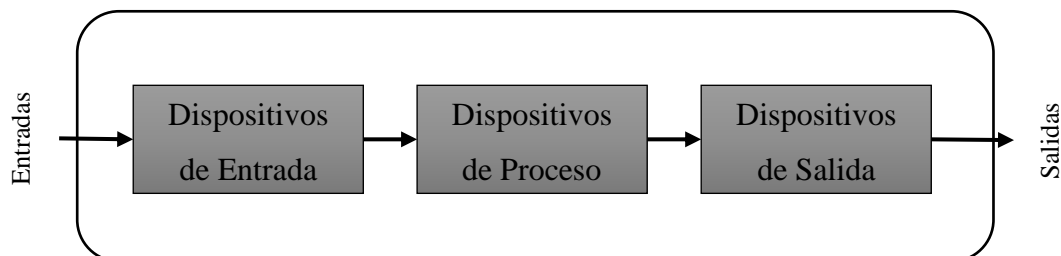 Entradas
Dispositivos
de Entrada
Dispositivos
de Proceso
Dispositivos
de Salida
Salidas